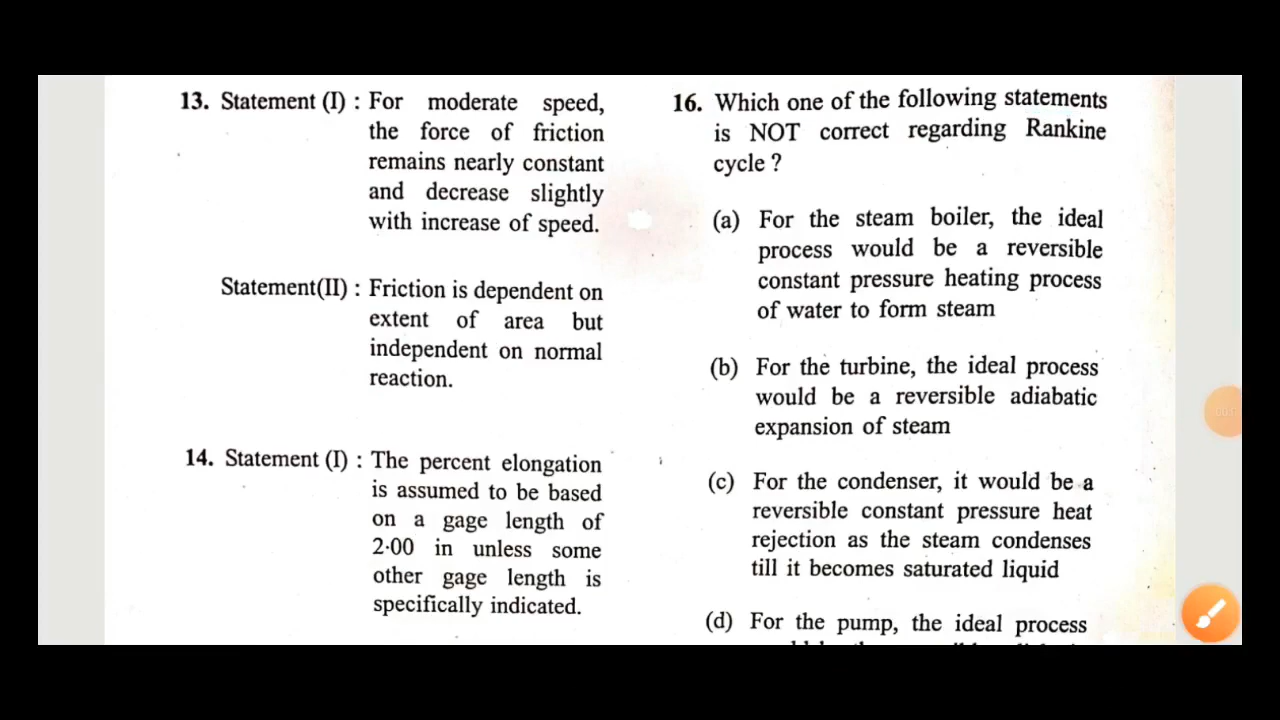 13. Statement (I) : For moderate speed,
the force of friction
remains nearly constant
and decrease slightly
with increase of speed.
Statement(II) : Friction is dependent on
extent of area but
independent on normal
reaction.
14. Statement (I) : The percent elongation
is assumed to be based
on a gage length of
2·00 in unless some
other gage length is
specifically indicated.
16. Which one of the following statements
is NOT correct regarding Rankine
cycle ?
(a) For the steam boiler, the ideal
process would be a reversible
constant pressure heating process
of water to form steam
(b) For the turbine, the ideal process
would be a reversible adiabatic
expansion of steam
(c) For the condenser, it would be a
reversible constant pressure heat
rejection as the steam condenses
till it becomes saturated liquid
(d) For the pump, the ideal process